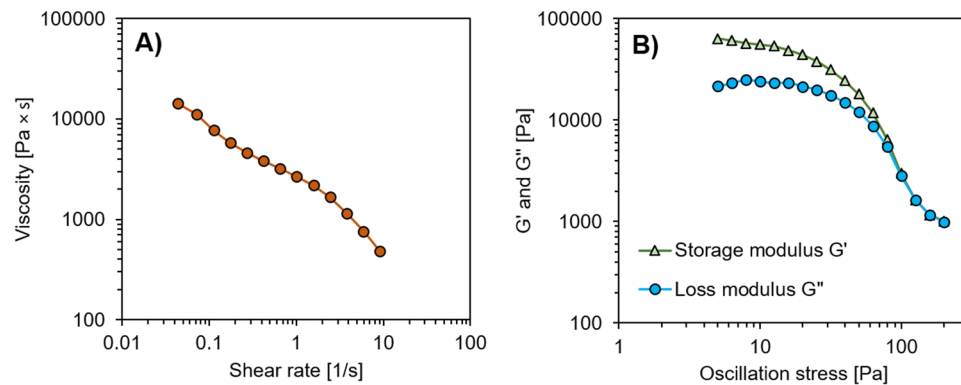 A)
Viscosity [Pa × s]
100000
10000
1000
100
0.01
0.1
1
10
100
Shear rate [1/s]
B)
G' and G" [Pa]
100000
10000
1000
100
Storage modulus G'
Loss modulus G"
1
10
100
Oscillation stress [Pa]